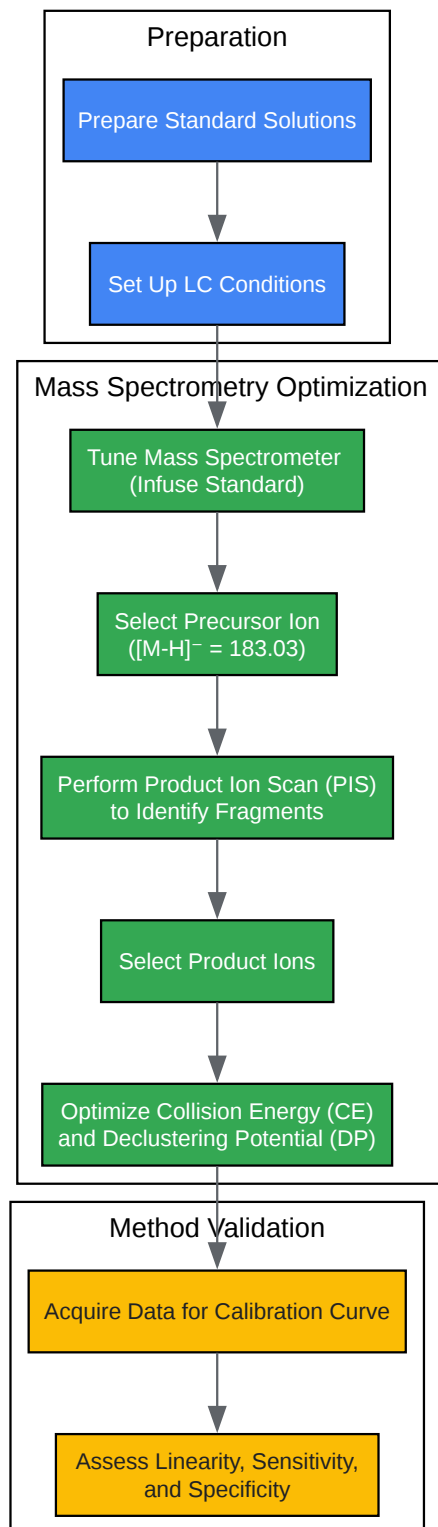 Preparation
Prepare Standard Solutions
Set Up LC Conditions
Mass Spectrometry Optimization
Tune Mass Spectrometer
(Infuse Standard)
Select Precursor Ion
([M-H]⁻ = 183.03)
Perform Product Ion Scan (PIS)
to Identify Fragments
Select Product Ions
Optimize Collision Energy (CE)
and Declustering Potential (DP)
Method Validation
Acquire Data for Calibration Curve
Assess Linearity, Sensitivity,
and Specificity